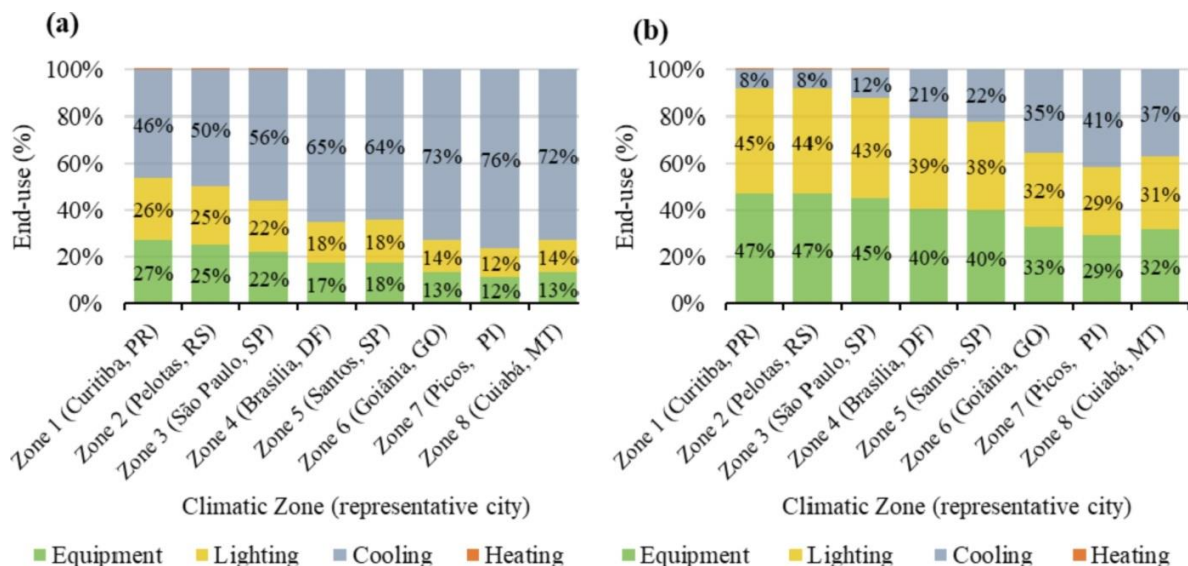 (a)
100%
80%
60%
40%
20%
0%
End-use (%)
46% 50% 56% 65% 64% 73% 76% 72%
26% 25% 22% 18% 18% 14% 12% 14%
27% 25% 22% 17% 18% 13% 12% 13%
Zone 1 (Curitiba, PR)
Zone 2 (Pelotas, RS)
Zone 3 (São Paulo, SP)
Zone 4 (Brasília, DF)
Zone 5 (Santos, SP)
Zone 6 (Goiânia, GO)
Zone 7 (Picos, PI)
Zone 8 (Cuiabá, MT)
Climatic Zone (representative city)
Equipment Lighting Cooling Heating
(b)
100%
80%
60%
40%
20%
0%
End-use (%)
8% 8% 12% 21% 22% 35% 41% 37%
45% 44% 43% 39% 38% 32% 29% 31%
47% 47% 45% 40% 40% 33% 29% 32%
Zone 1 (Curitiba, PR)
Zone 2 (Pelotas, RS)
Zone 3 (São Paulo, SP)
Zone 4 (Brasília, DF)
Zone 5 (Santos, SP)
Zone 6 (Goiânia, GO)
Zone 7 (Picos, PI)
Zone 8 (Cuiabá, MT)
Climatic Zone (representative city)
Equipment Lighting Cooling Heating